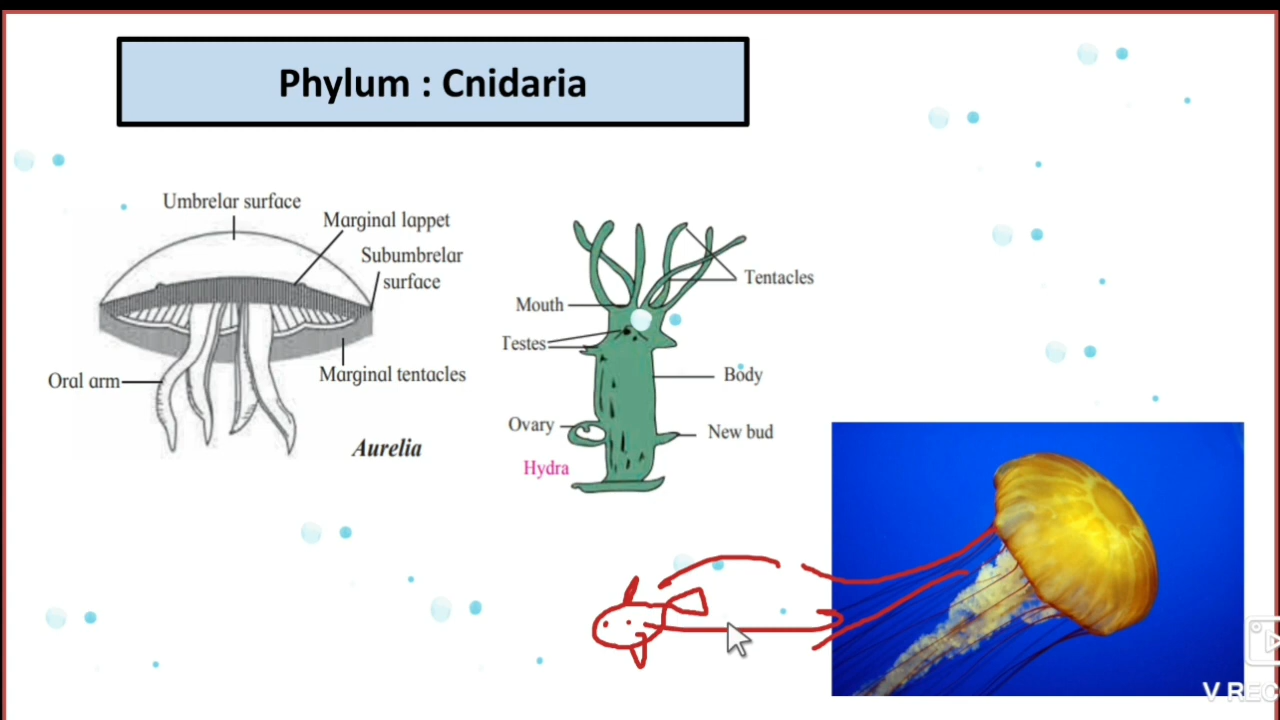 Phylum : Cnidaria
Umbrelar surface
Marginal lappet
Subumbrelar
surface
Oral arm
Marginal tentacles
Aurelia
Tentacles
Mouth
Testes
Body
Ovary
New bud
Hydra
V REC